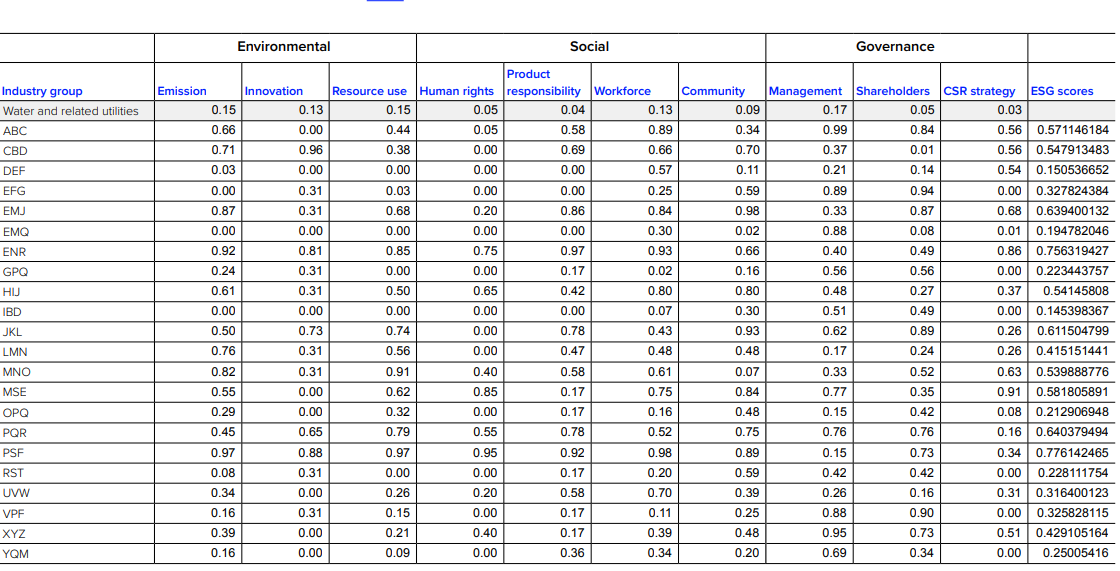 Environmental Social Governance
Industry group Emission Innovation Resource use Human rights Product responsibility Workforce Community Management Shareholders CSR strategy ESG scores
Water and related utilities 0.15 0.13 0.15 0.05 0.04 0.13 0.09 0.17 0.05 0.03
ABC 0.66 0.00 0.44 0.05 0.58 0.89 0.34 0.99 0.84 0.56 0.571146184
CBD 0.71 0.96 0.38 0.00 0.69 0.66 0.70 0.37 0.01 0.56 0.547913483
DEF 0.03 0.00 0.00 0.00 0.00 0.57 0.11 0.21 0.14 0.54 0.150536652
EFG 0.00 0.31 0.03 0.00 0.00 0.25 0.59 0.89 0.94 0.00 0.327824384
EMJ 0.87 0.31 0.68 0.20 0.86 0.84 0.98 0.33 0.87 0.68 0.639400132
EMQ 0.00 0.00 0.00 0.00 0.00 0.30 0.02 0.88 0.08 0.01 0.194782046
ENR 0.92 0.81 0.85 0.75 0.97 0.93 0.66 0.40 0.49 0.86 0.756319427
GPQ 0.24 0.31 0.00 0.00 0.17 0.02 0.16 0.56 0.56 0.00 0.223443757
HIJ 0.61 0.31 0.50 0.65 0.42 0.80 0.80 0.48 0.27 0.37 0.54145808
IBD 0.00 0.00 0.00 0.00 0.00 0.07 0.30 0.51 0.49 0.00 0.145398367
JKL 0.50 0.73 0.74 0.00 0.78 0.43 0.93 0.62 0.89 0.26 0.611504799
LMN 0.76 0.31 0.56 0.00 0.47 0.48 0.48 0.17 0.24 0.26 0.415151441
MNO 0.82 0.31 0.91 0.40 0.58 0.61 0.07 0.33 0.52 0.63 0.539888776
MSE 0.55 0.00 0.62 0.85 0.17 0.75 0.84 0.77 0.35 0.91 0.581805891
OPQ 0.29 0.00 0.32 0.00 0.17 0.16 0.48 0.15 0.42 0.08 0.212906948
PQR 0.45 0.65 0.79 0.55 0.78 0.52 0.75 0.76 0.76 0.16 0.640379494
PSF 0.97 0.88 0.97 0.95 0.92 0.98 0.89 0.15 0.73 0.34 0.776142465
RST 0.08 0.31 0.00 0.00 0.17 0.20 0.59 0.42 0.42 0.00 0.228111754
UVW 0.34 0.00 0.26 0.20 0.58 0.70 0.39 0.26 0.16 0.31 0.316400123
VPF 0.16 0.31 0.15 0.00 0.17 0.11 0.25 0.88 0.90 0.00 0.325828115
XYZ 0.39 0.00 0.21 0.40 0.17 0.39 0.48 0.95 0.73 0.51 0.429105164
YQM 0.16 0.00 0.09 0.00 0.36 0.34 0.20 0.69 0.34 0.00 0.25005416